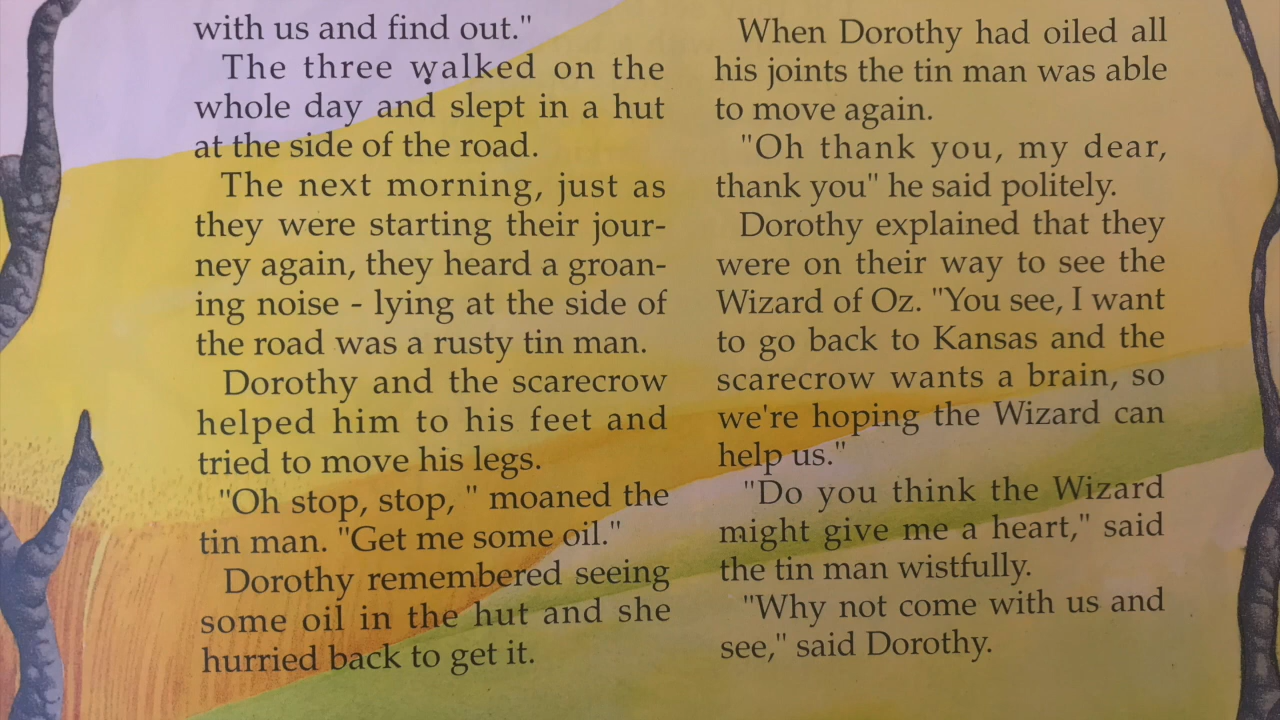 with us and find out."
The three walked on the
whole day and slept in a hut
at the side of the road.
The next morning, just as
they were starting their jour-
ney again, they heard a groan-
ing noise - lying at the side of
the road was a rusty tin man.
Dorothy and the scarecrow
helped him to his feet and
tried to move his legs.
"Oh stop, stop, " moaned the
tin man. "Get me some oil."
Dorothy remembered seeing
some oil in the hut and she
hurried back to get it.
When Dorothy had oiled all
his joints the tin man was able
to move again.
"Oh thank you, my dear,
thank you" he said politely.
Dorothy explained that they
were on their way to see the
Wizard of Oz. "You see, I want
to go back to Kansas and the
scarecrow wants a brain, so
we're hoping the Wizard can
help us."
"Do you think the Wizard
might give me a heart," said
the tin man wistfully.
"Why not come with us and
see," said Dorothy.